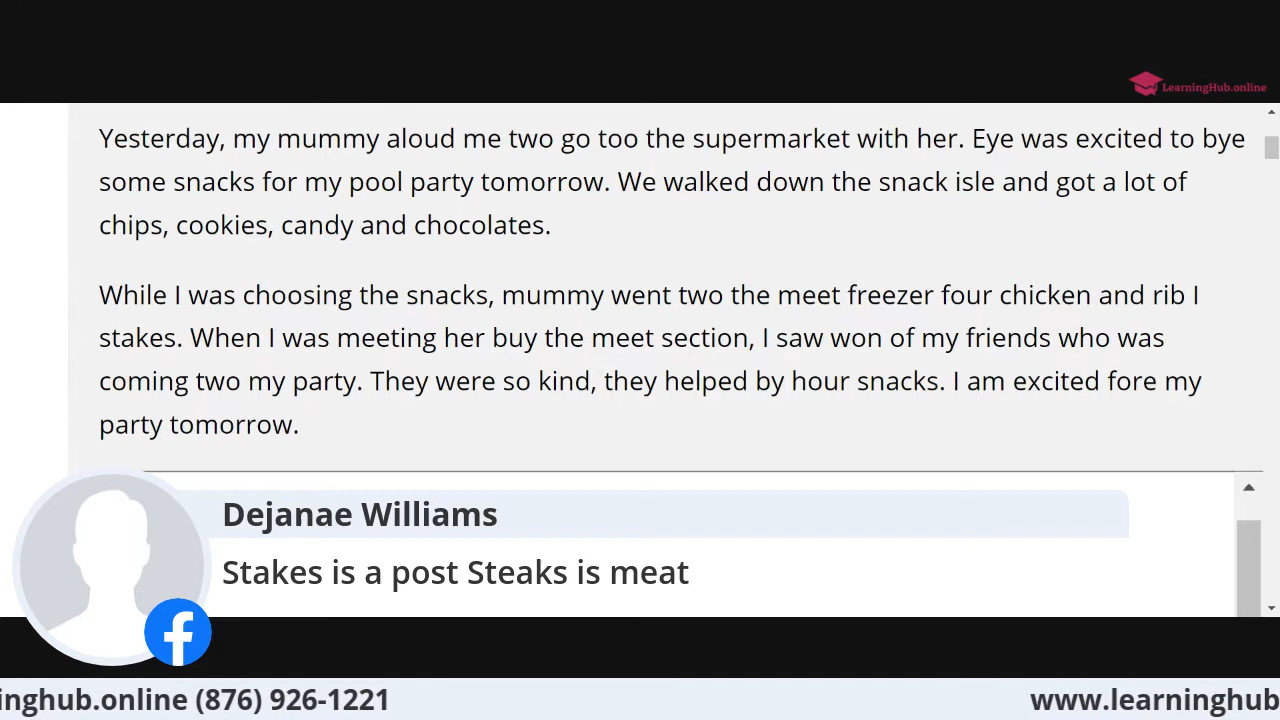 LearningHub.online
Yesterday, my mummy aloud me two go too the supermarket with her. Eye was excited to bye
some snacks for my pool party tomorrow. We walked down the snack isle and got a lot of
chips, cookies, candy and chocolates.
While I was choosing the snacks, mummy went two the meet freezer four chicken and rib I
stakes. When I was meeting her buy the meet section, I saw won of my friends who was
coming two my party. They were so kind, they helped by hour snacks. I am excited fore my
party tomorrow.
Dejanae Williams
Stakes is a post Steaks is meat
inghub.online (876) 926-1221
www.learninghub